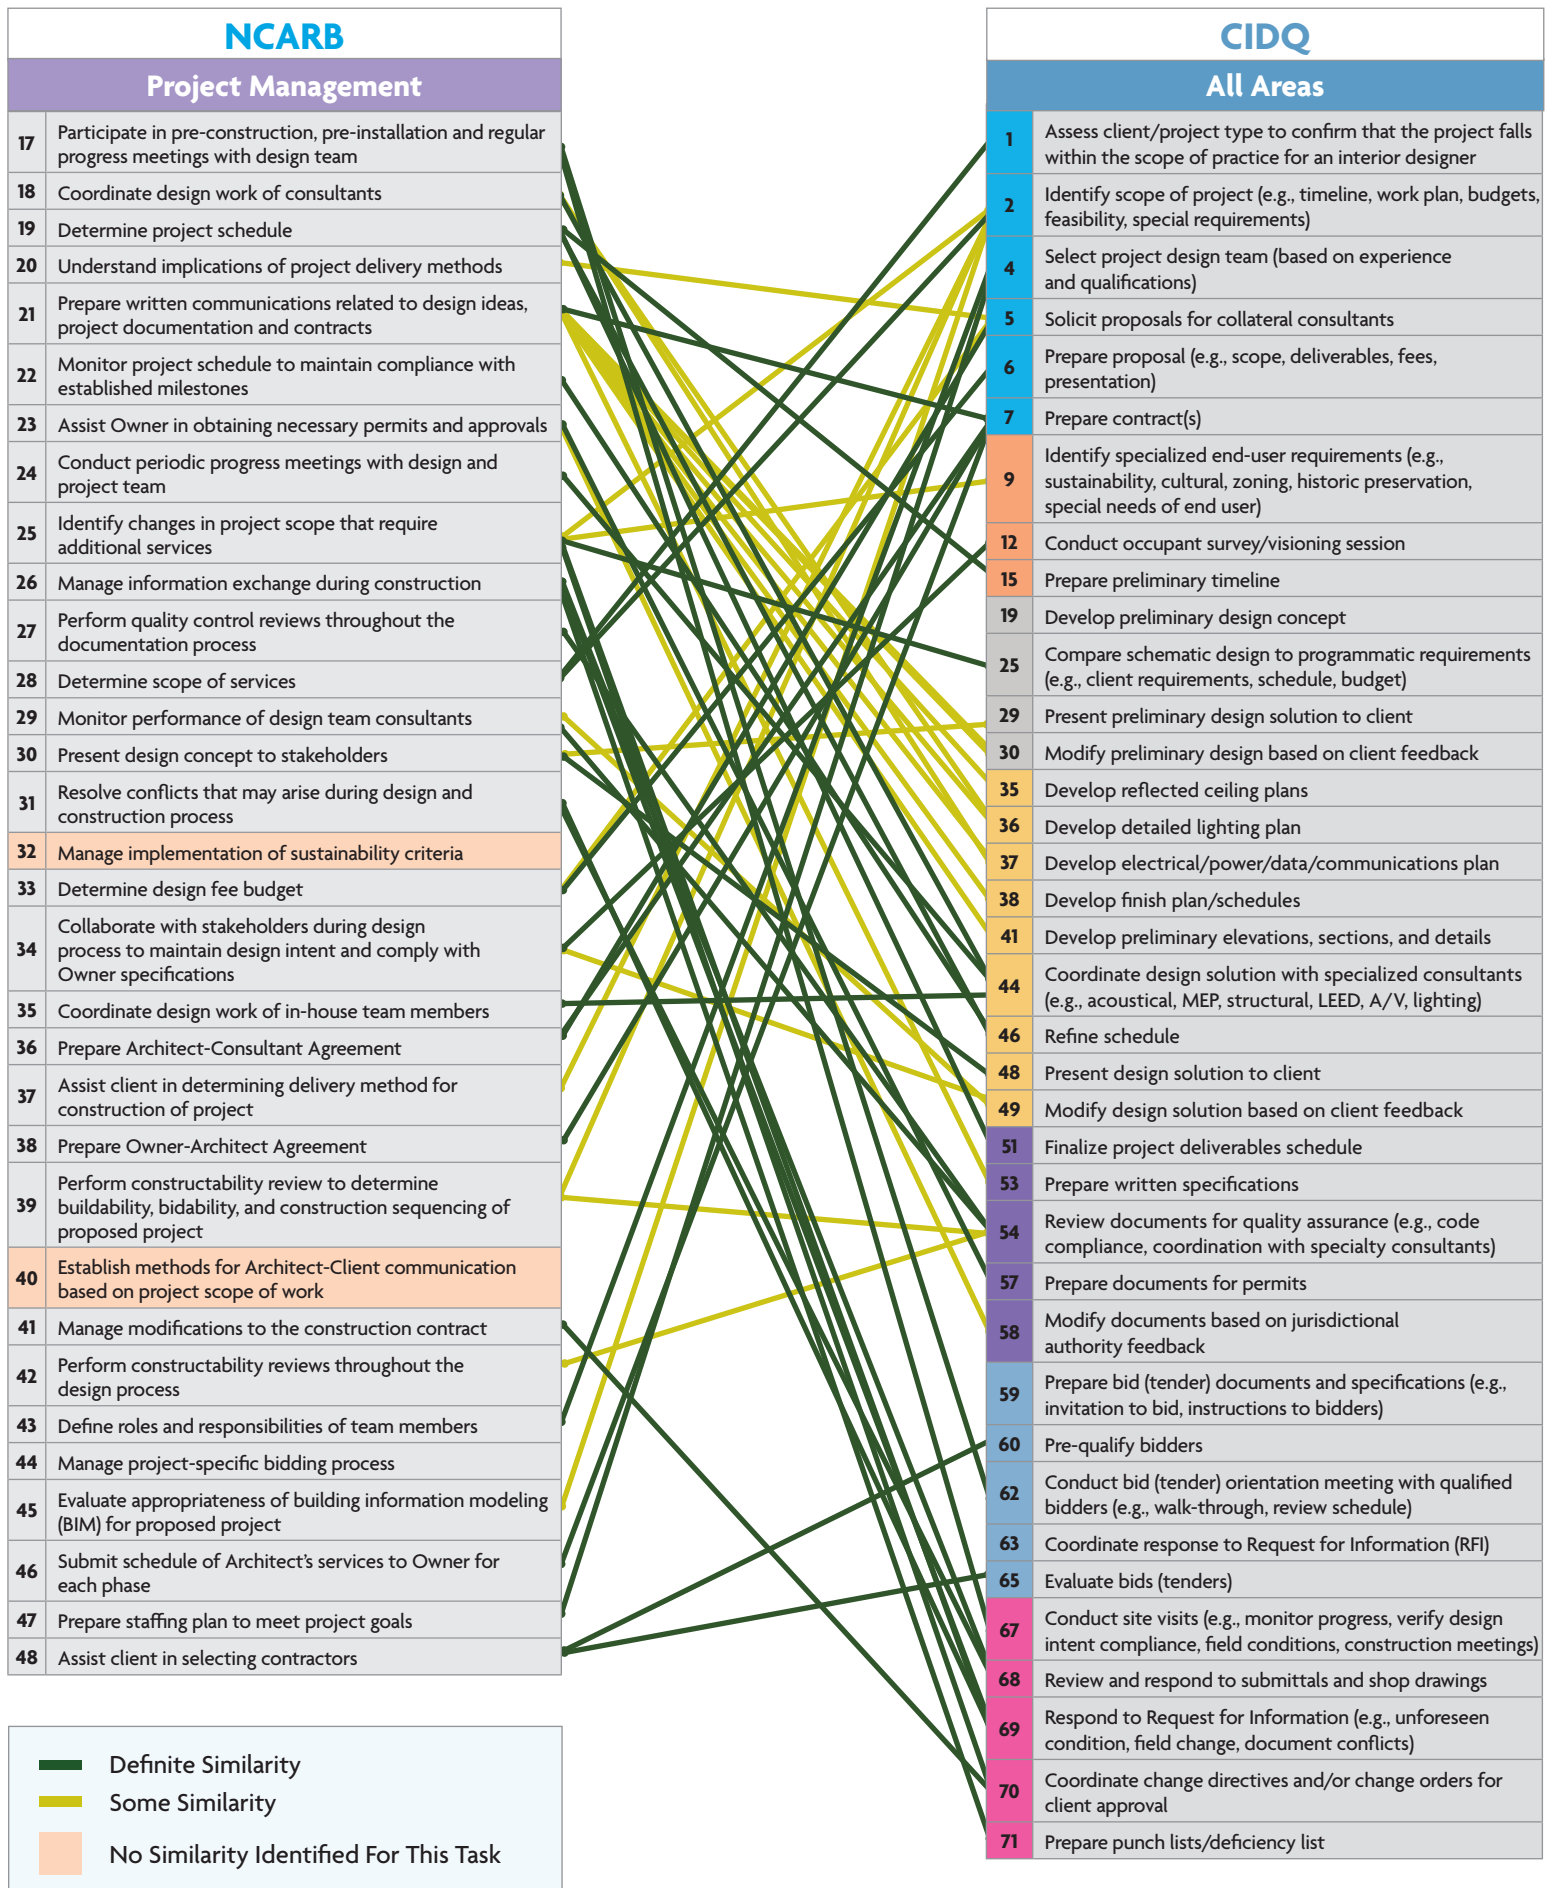 NCARB
Project Management
17
Participate in pre-construction, pre-installation and regular
progress meetings with design team
18
Coordinate design work of consultants
19
Determine project schedule
20
Understand implications of project delivery methods
21
Prepare written communications related to design ideas,
project documentation and contracts
22
Monitor project schedule to maintain compliance with
established milestones
23
Assist Owner in obtaining necessary permits and approvals
24
Conduct periodic progress meetings with design and
project team
25
Identify changes in project scope that require
additional services
26
Manage information exchange during construction
27
Perform quality control reviews throughout the
documentation process
28
Determine scope of services
29
Monitor performance of design team consultants
30
Present design concept to stakeholders
31
Resolve conflicts that may arise during design and
construction process
32
Manage implementation of sustainability criteria
33
Determine design fee budget
34
Collaborate with stakeholders during design
process to maintain design intent and comply with
Owner specifications
35
Coordinate design work of in-house team members
36
Prepare Architect-Consultant Agreement
37
Assist client in determining delivery method for
construction of project
38
Prepare Owner-Architect Agreement
39
Perform constructability review to determine
buildability, bidability, and construction sequencing of
proposed project
40
Establish methods for Architect-Client communication
based on project scope of work
41
Manage modifications to the construction contract
42
Perform constructability reviews throughout the
design process
43
Define roles and responsibilities of team members
44
Manage project-specific bidding process
45
Evaluate appropriateness of building information modeling
(BIM) for proposed project
46
Submit schedule of Architect's services to Owner for
each phase
47
Prepare staffing plan to meet project goals
48
Assist client in selecting contractors
Definite Similarity
Some Similarity
No Similarity Identified For This Task
CIDQ
All Areas
1
Assess client/project type to confirm that the project falls
within the scope of practice for an interior designer
2
Identify scope of project (e.g., timeline, work plan, budgets,
feasibility, special requirements)
4
Select project design team (based on experience
and qualifications)
5
Solicit proposals for collateral consultants
6
Prepare proposal (e.g., scope, deliverables, fees,
presentation)
7
Prepare contract(s)
9
Identify specialized end-user requirements (e.g.,
sustainability, cultural, zoning, historic preservation,
special needs of end user)
12
Conduct occupant survey/visioning session
15
Prepare preliminary timeline
19
Develop preliminary design concept
25
Compare schematic design to programmatic requirements
(e.g., client requirements, schedule, budget)
29
Present preliminary design solution to client
30
Modify preliminary design based on client feedback
35
Develop reflected ceiling plans
36
Develop detailed lighting plan
37
Develop electrical/power/data/communications plan
38
Develop finish plan/schedules
41
Develop preliminary elevations, sections, and details
44
Coordinate design solution with specialized consultants
(e.g., acoustical, MEP, structural, LEED, A/V, lighting)
46
Refine schedule
48
Present design solution to client
49
Modify design solution based on client feedback
51
Finalize project deliverables schedule
53
Prepare written specifications
54
Review documents for quality assurance (e.g., code
compliance, coordination with specialty consultants)
57
Prepare documents for permits
58
Modify documents based on jurisdictional
authority feedback
59
Prepare bid (tender) documents and specifications (e.g.,
invitation to bid, instructions to bidders)
60
Pre-qualify bidders
62
Conduct bid (tender) orientation meeting with qualified
bidders (e.g., walk-through, review schedule)
63
Coordinate response to Request for Information (RFI)
65
Evaluate bids (tenders)
67
Conduct site visits (e.g., monitor progress, verify design
intent compliance, field conditions, construction meetings)
68
Review and respond to submittals and shop drawings
69
Respond to Request for Information (e.g., unforeseen
condition, field change, document conflicts)
70
Coordinate change directives and/or change orders for
client approval
71
Prepare punch lists/deficiency list